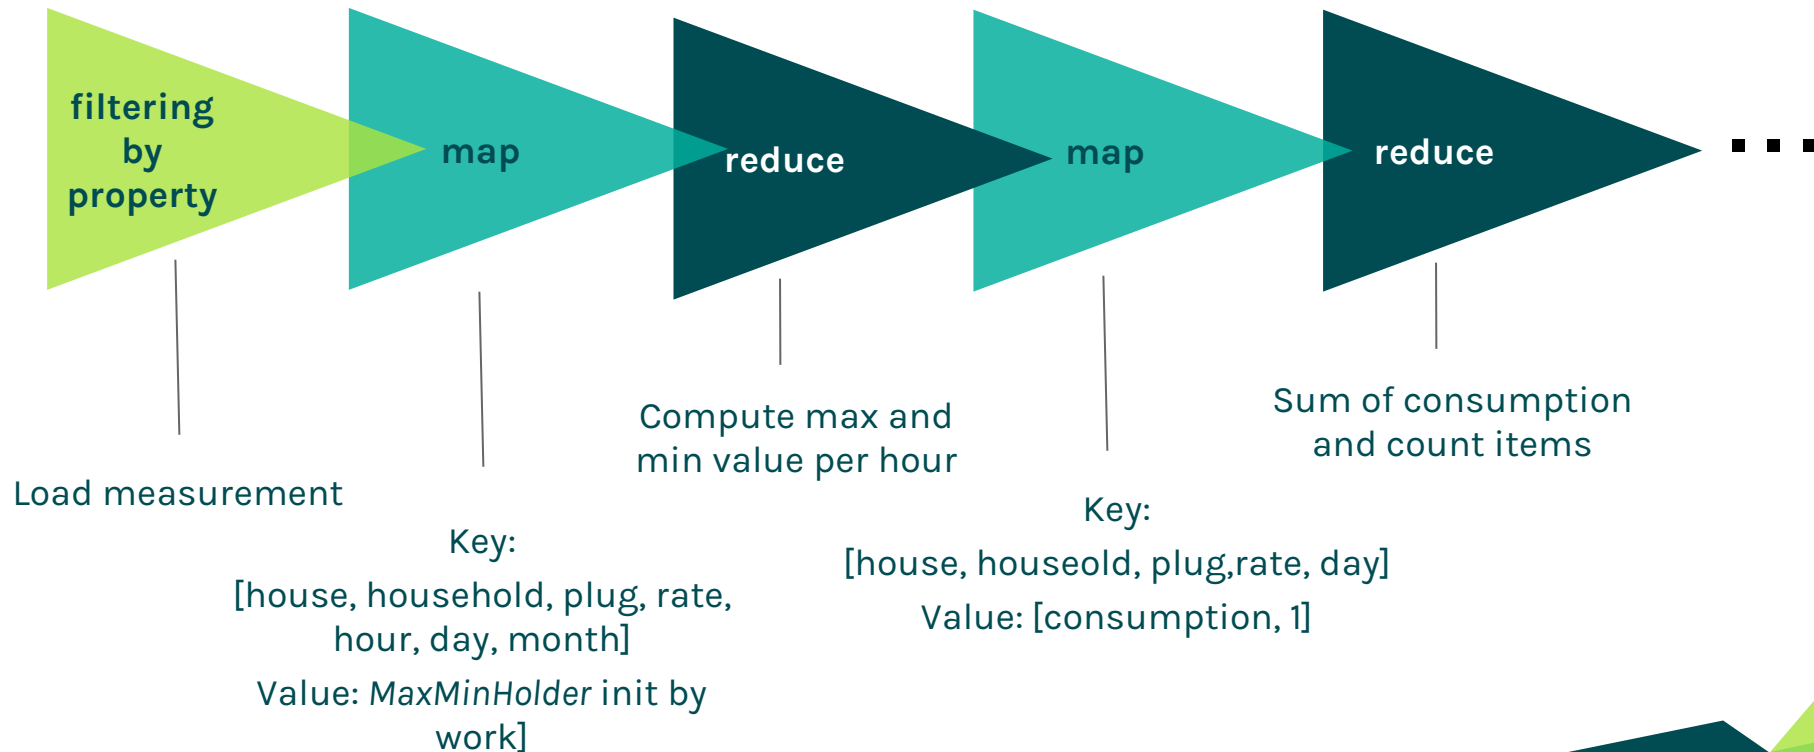 filtering
by
property
map
reduce
map
reduce
Load measurement
Key:
[house, household, plug, rate,
hour, day, month]
Value: MaxMinHolder init by
work]
Compute max and
min value per hour
Key:
[house, houseold, plug,rate, day]
Value: [consumption, 1]
Sum of consumption
and count items